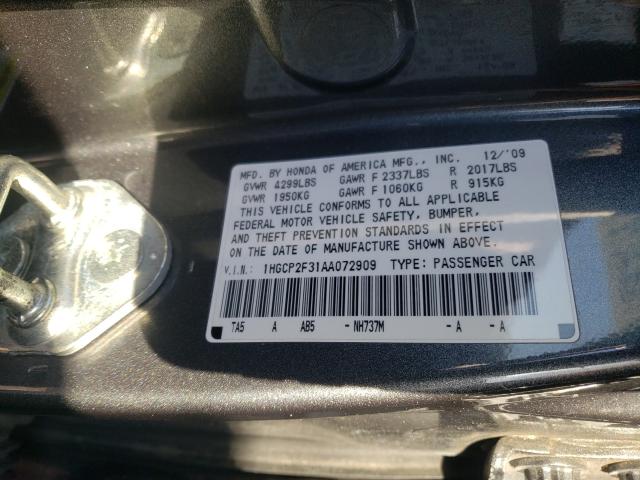 MFD. BY HONDA OF AMERICA MFG., INC. 12/'09
GVWR 4299LBS GAWR F 2337LBS R 2017LBS
GVWR 1950KG GAWR F 1060KG R 915KG
THIS VEHICLE CONFORMS TO ALL APPLICABLE
FEDERAL MOTOR VEHICLE SAFETY, BUMPER,
AND THEFT PREVENTION STANDARDS IN EFFECT
ON THE DATE OF MANUFACTURE SHOWN ABOVE.
V.I.N.: 1HGCP2F31AA072909 TYPE: PASSENGER CAR
TA5 A AB5 -NH737M -A -A